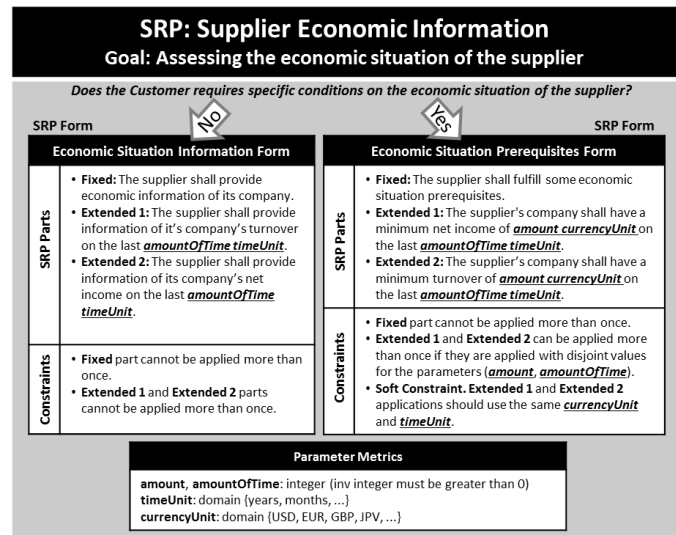 SRP: Supplier Economic Information
Goal: Assessing the economic situation of the supplier
Does the Customer requires specific conditions on the economic situation of the supplier?
No
Yes
SRP Form
SRP Form
Economic Situation Information Form
SRP Parts
• Fixed: The supplier shall provide
economic information of its company.
• Extended 1: The supplier shall provide
information of it's company's turnover
on the last amountOfTime timeUnit.
• Extended 2: The supplier shall provide
information of its company's net
income on the last amountOfTime
timeUnit.
Constraints
• Fixed part cannot be applied more than
once.
• Extended 1 and Extended 2 parts
cannot be applied more than once.
Economic Situation Prerequisites Form
SRP Parts
• Fixed: The supplier shall fulfill some economic
situation prerequisites.
• Extended 1: The supplier's company shall have a
minimum net income of amount currencyUnit on
the last amountOfTime timeUnit.
• Extended 2: The supplier's company shall have a
minimum turnover of amount currencyUnit on
the last amountOfTime timeUnit.
Constraints
• Fixed part cannot be applied more than once.
• Extended 1 and Extended 2 can be applied more
than once if they are applied with disjoint values
for the parameters (amount, amountOfTime).
• Soft Constraint. Extended 1 and Extended 2
applications should use the same currencyUnit
and timeUnit.
Parameter Metrics
amount, amountOfTime: integer (inv integer must be greater than 0)
timeUnit: domain {years, months, ...}
currencyUnit: domain {USD, EUR, GBP, JPV, ...}